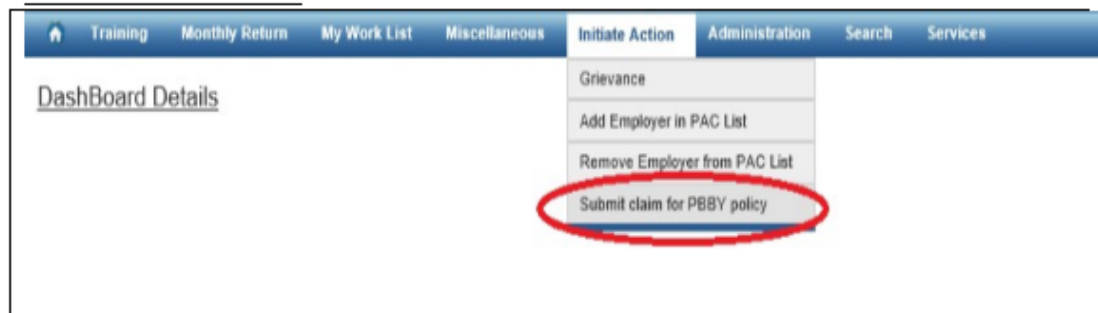 Training Monthly Return My Work List Miscellaneous Initiate Action Administration Search Services
DashBoard Details
Grievance
Add Employer in PAC List
Remove Employer from PAC List
Submit claim for PBBY policy